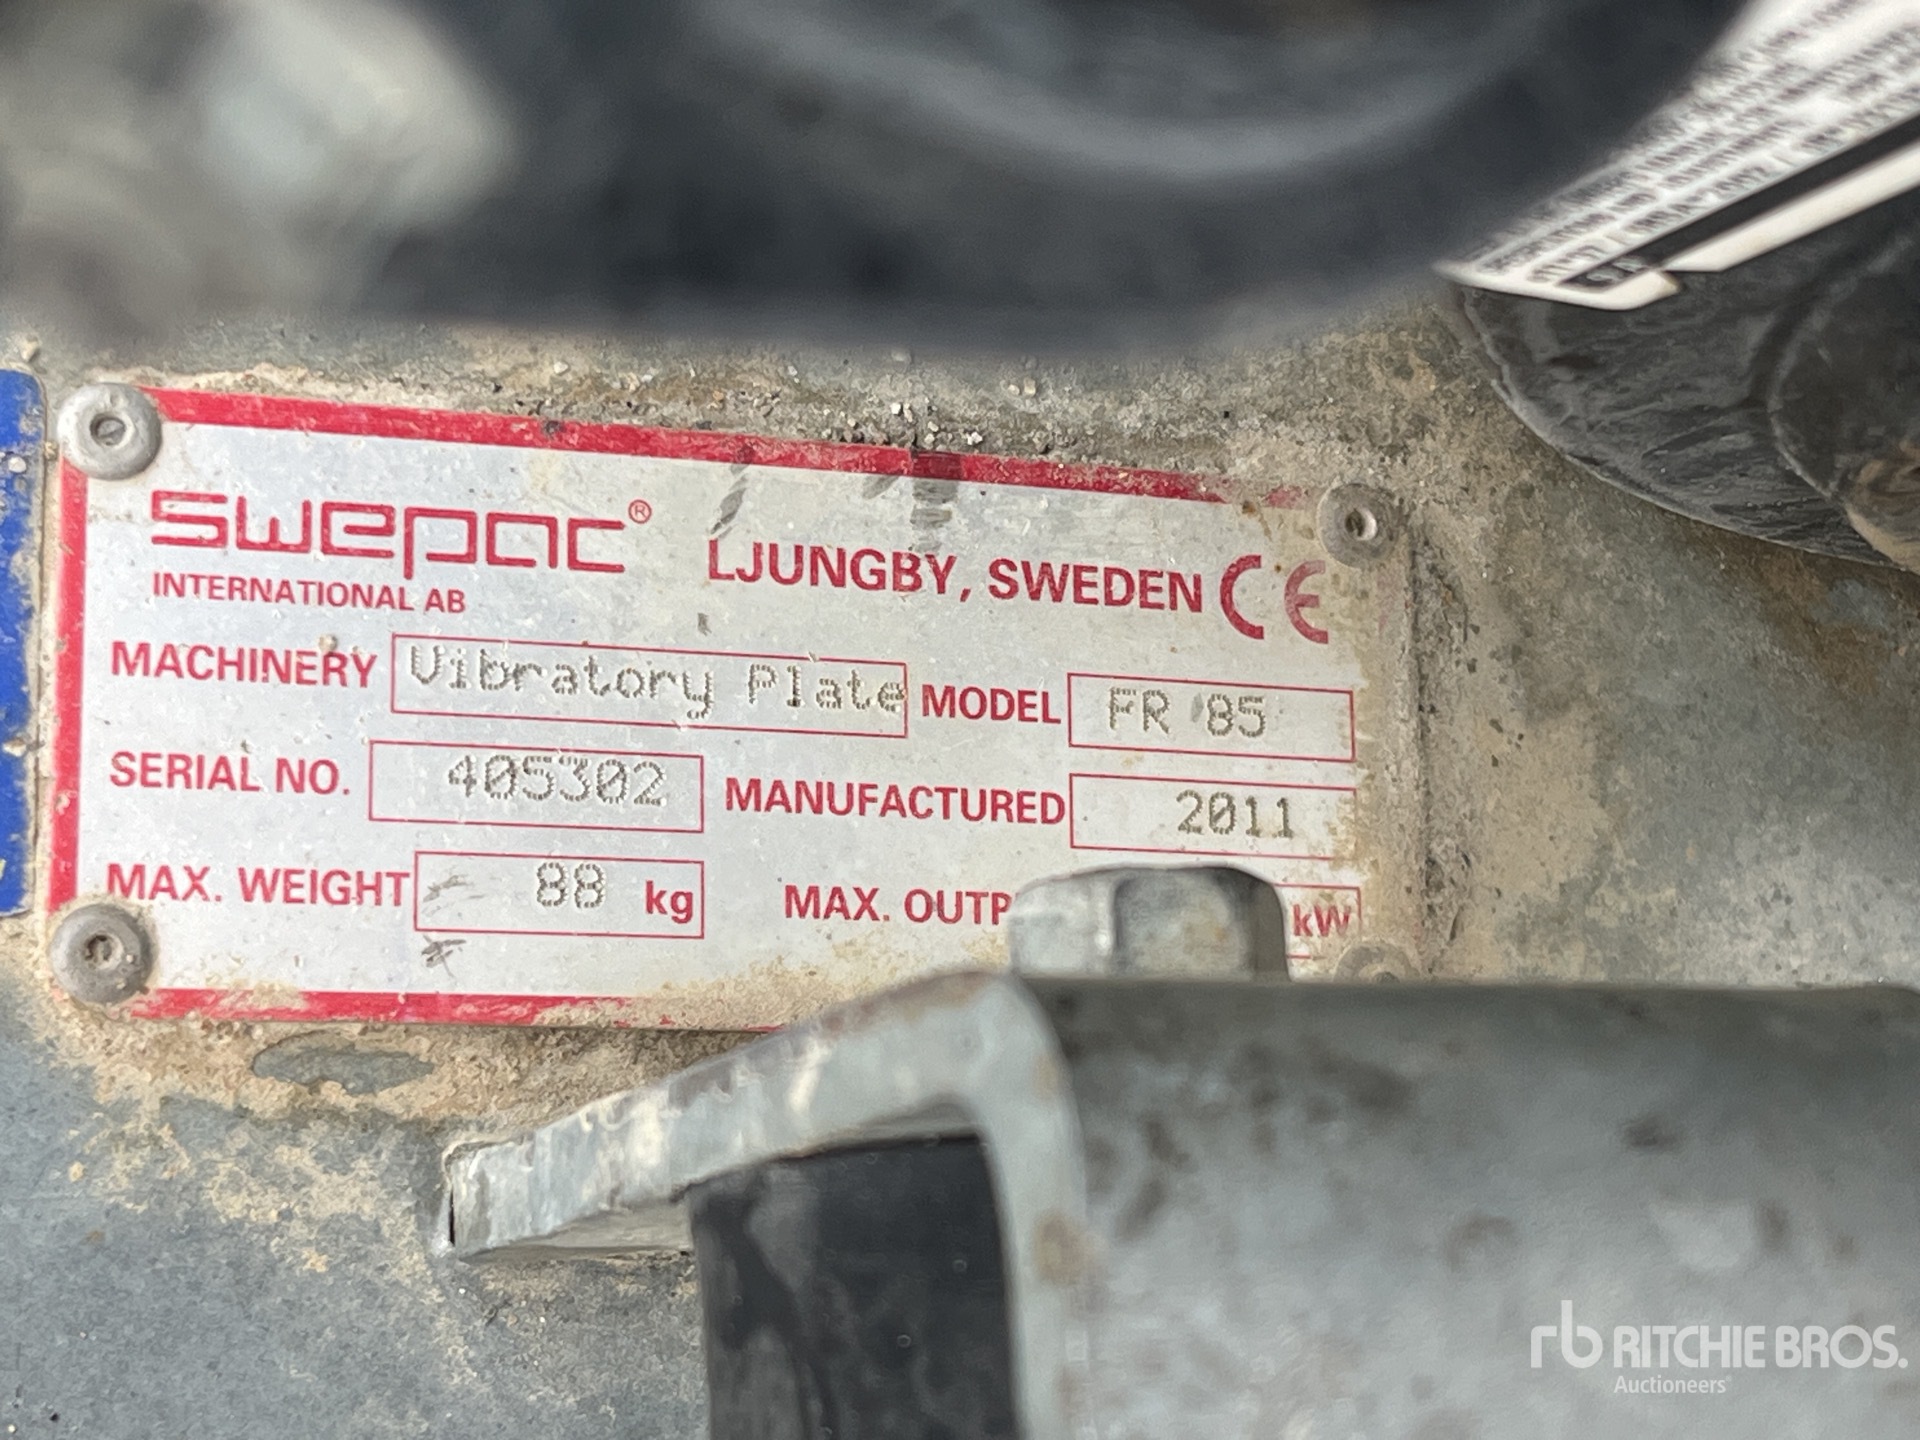 swepac®
INTERNATIONAL AB
LJUNGBY, SWEDEN CE
MACHINERY Vibratory Plate MODEL FR 85
SERIAL NO. 405302 MANUFACTURED 2011
MAX. WEIGHT 88 kg MAX. kW
rb RITCHIE BROS.
Auctioneers